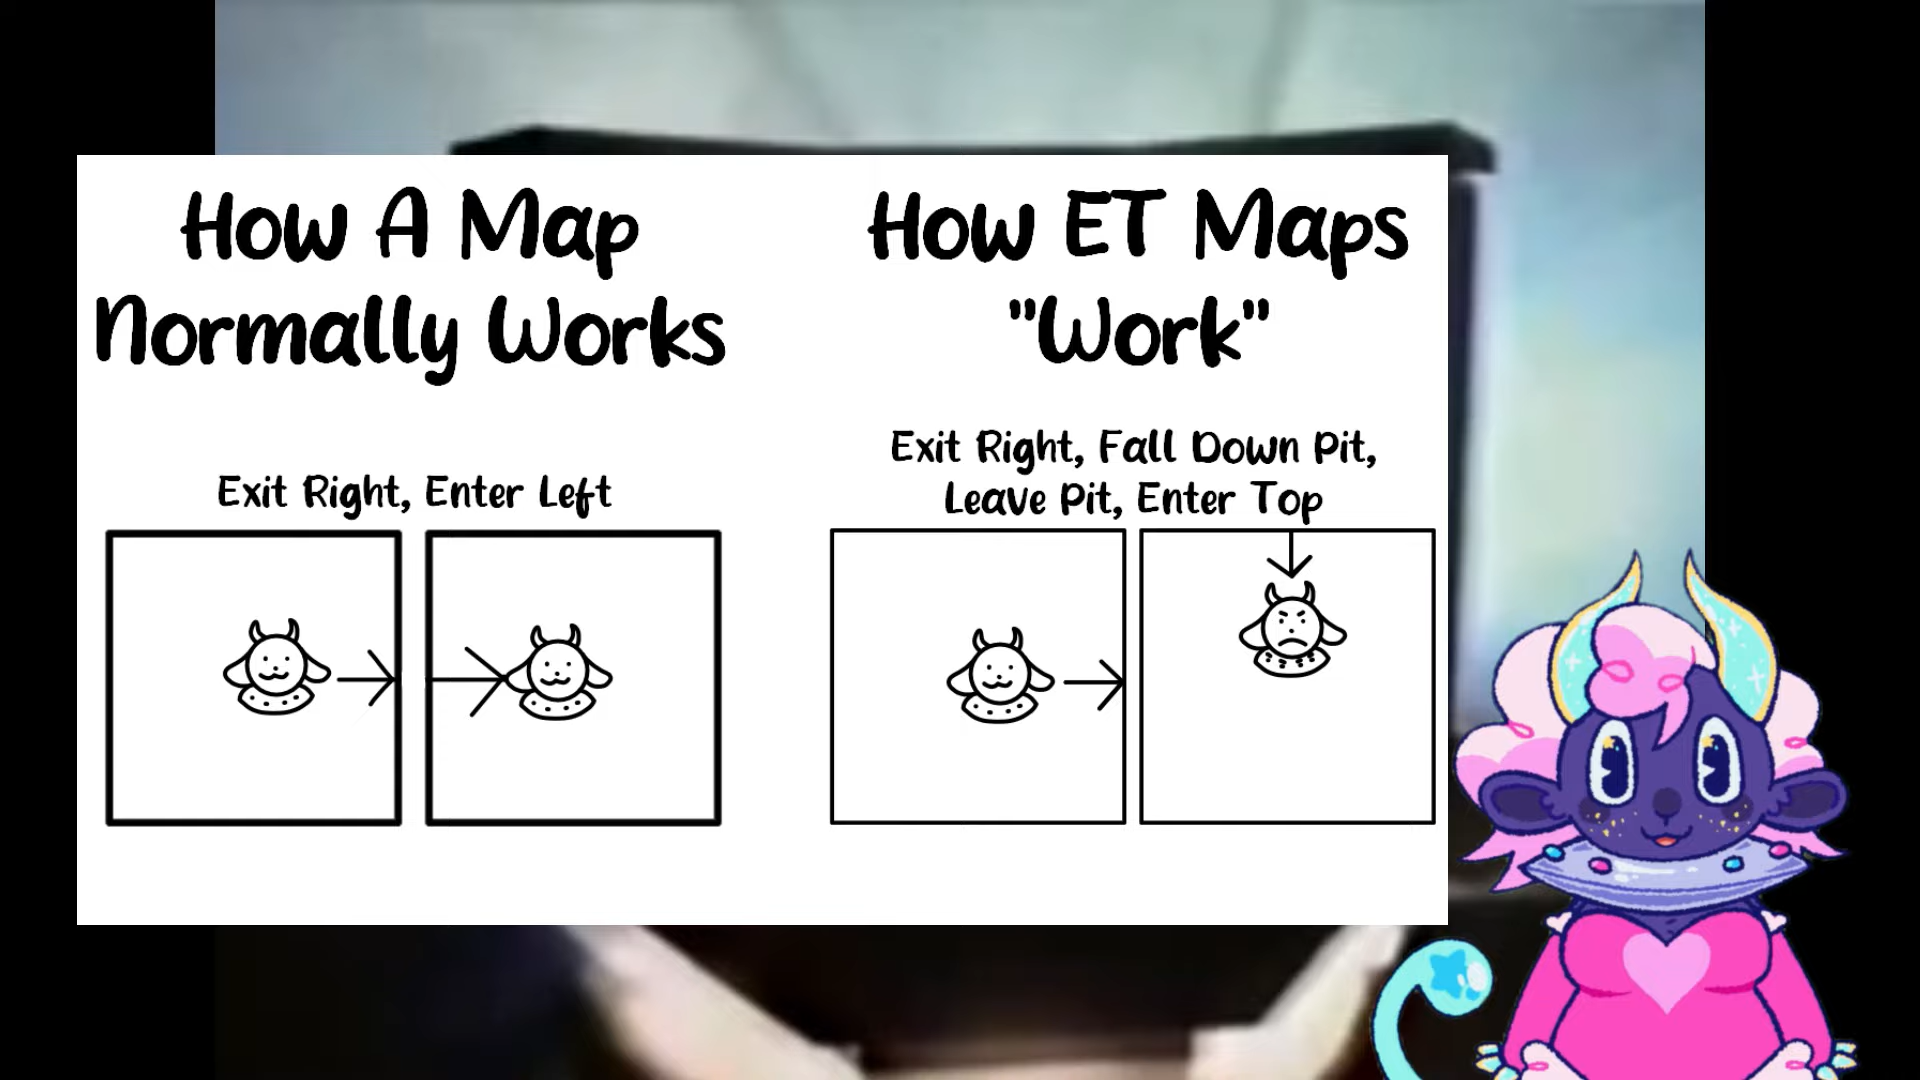 How A Map
Normally Works
Exit Right, Enter Left
How ET Maps
"Work"
Exit Right, Fall Down Pit,
Leave Pit, Enter Top